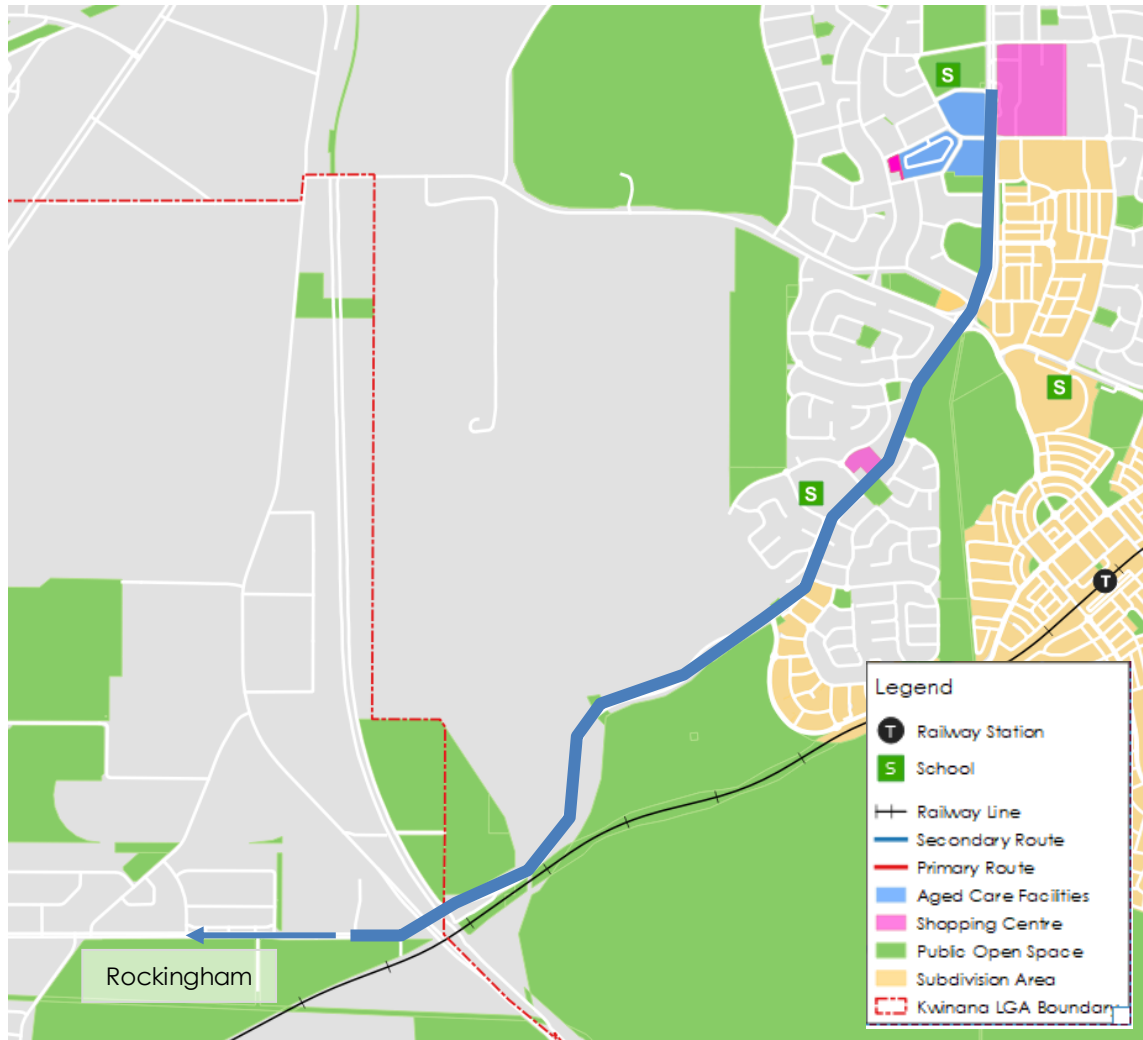 S
S
S
T
Legend
T Railway Station
S School
Railway Line
Secondary Route
Primary Route
Aged Care Facilities
Shopping Centre
Public Open Space
Subdivision Area
Kwinana LGA Boundary
Rockingham